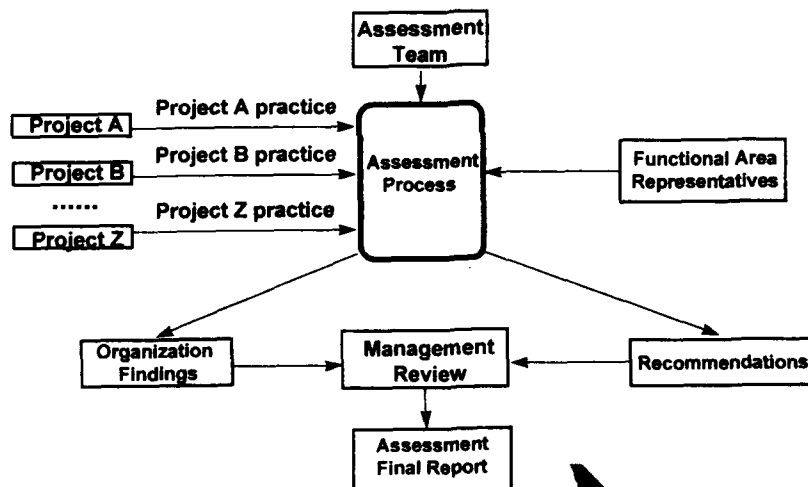 Assessment
Team
Project A practice
Project A
Project B practice
Project B
......
Project Z practice
Project Z
Assessment
Process
Functional Area
Representatives
Organization
Findings
Management
Review
Recommendations
Assessment
Final Report